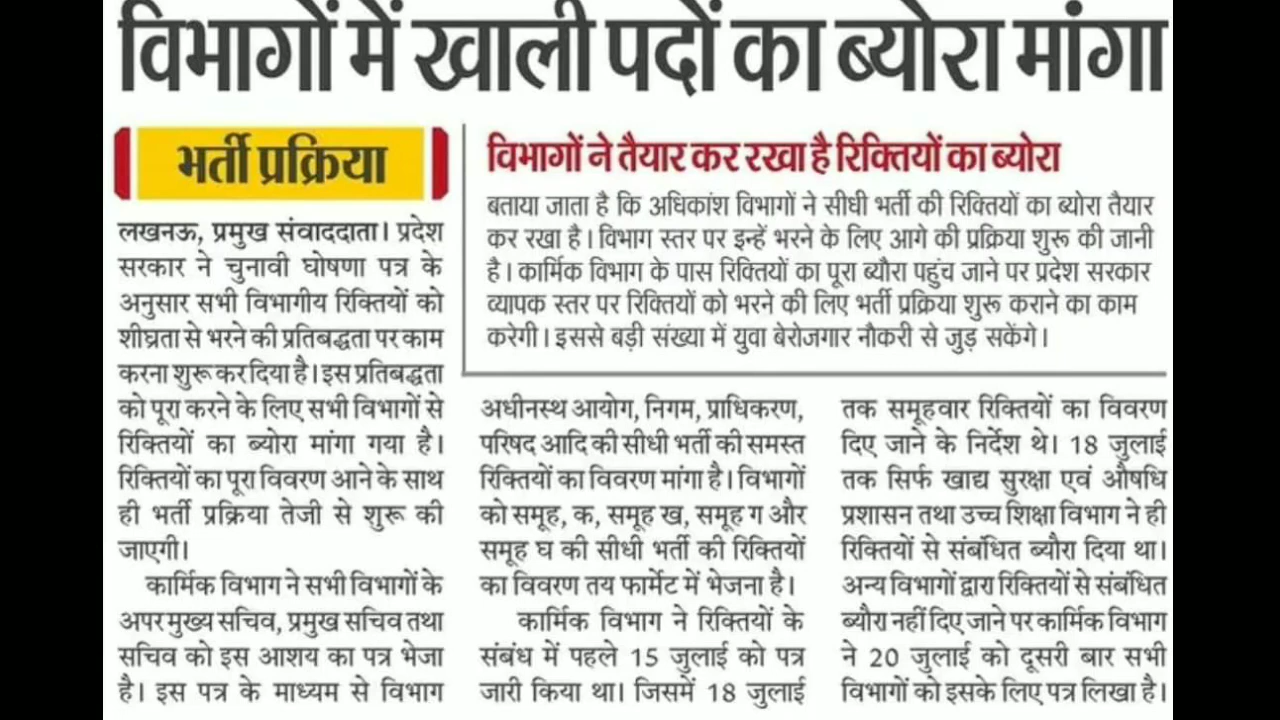 विभागों में खाली पदों का ब्योरा मांगा
भर्ती प्रक्रिया
लखनऊ, प्रमुख संवाददाता। प्रदेश
सरकार ने चुनावी घोषणा पत्र के
अनुसार सभी विभागीय रिक्तियों को
शीघ्रता से भरने की प्रतिबद्धता पर काम
करना शुरू कर दिया है। इस प्रतिबद्धता
को पूरा करने के लिए सभी विभागों से
रिक्तियों का ब्योरा मांगा गया है।
रिक्तियों का पूरा विवरण आने के साथ
ही भर्ती प्रक्रिया तेजी से शुरू की
जाएगी।
कार्मिक विभाग ने सभी विभागों के
अपर मुख्य सचिव, प्रमुख सचिव तथा
सचिव को इस आशय का पत्र भेजा
है। इस पत्र के माध्यम से विभाग
विभागों ने तैयार कर रखा है रिक्तियों का ब्योरा
बताया जाता है कि अधिकांश विभागों ने सीधी भर्ती की रिक्तियों का ब्योरा तैयार
कर रखा है। विभाग स्तर पर इन्हें भरने के लिए आगे की प्रक्रिया शुरू की जानी
है। कार्मिक विभाग के पास रिक्तियों का पूरा ब्यौरा पहुंच जाने पर प्रदेश सरकार
व्यापक स्तर पर रिक्तियों को भरने की लिए भर्ती प्रक्रिया शुरू कराने का काम
करेगी। इससे बड़ी संख्या में युवा बेरोजगार नौकरी से जुड़ सकेंगे।
अधीनस्थ आयोग, निगम, प्राधिकरण,
परिषद आदि की सीधी भर्ती की समस्त
रिक्तियों का विवरण मांगा है। विभागों
को समूह, क, समूह ख, समूह ग और
समूह घ की सीधी भर्ती की रिक्तियों
का विवरण तय फार्मेट में भेजना है।
कार्मिक विभाग ने रिक्तियों के
संबंध में पहले 15 जुलाई को पत्र
जारी किया था। जिसमें 18 जुलाई
तक समूहवार रिक्तियों का विवरण
दिए जाने के निर्देश थे। 18 जुलाई
तक सिर्फ खाद्य सुरक्षा एवं औषधि
प्रशासन तथा उच्च शिक्षा विभाग ने ही
रिक्तियों से संबंधित ब्यौरा दिया था।
अन्य विभागों द्वारा रिक्तियों से संबंधित
ब्यौरा नहीं दिए जाने पर कार्मिक विभाग
ने 20 जुलाई को दूसरी बार सभी
विभागों को इसके लिए पत्र लिखा है।